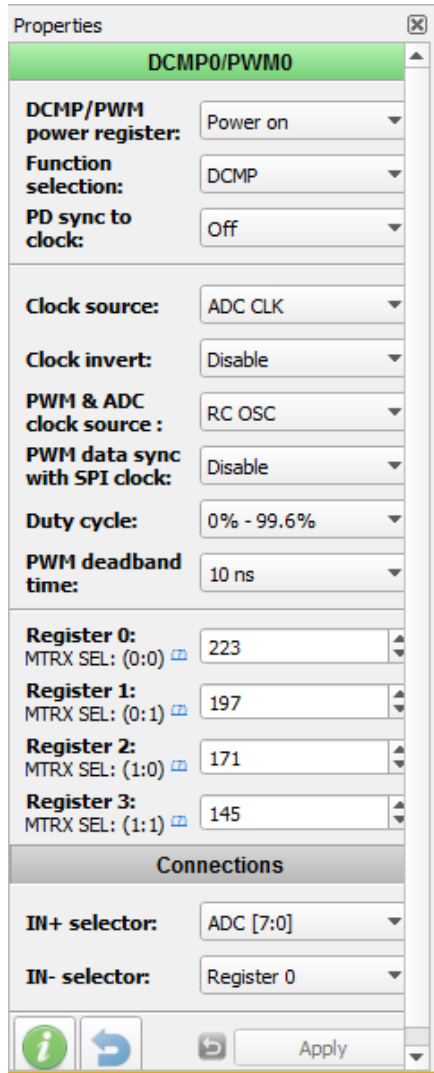 Properties
DCMP0/PWM0
DCMP/PWM
power register:
Power on
Function
selection:
DCMP
PD sync to
clock:
Off
Clock source:
ADC CLK
Clock invert:
Disable
PWM & ADC
clock source :
RC OSC
PWM data sync
with SPI clock:
Disable
Duty cycle:
0% - 99.6%
PWM deadband
time:
10 ns
Register 0:
MTRX SEL: (0:0) (?)
223
Register 1:
MTRX SEL: (0:1) (?)
197
Register 2:
MTRX SEL: (1:0) (?)
171
Register 3:
MTRX SEL: (1:1) (?)
145
Connections
IN+ selector:
ADC [7:0]
IN- selector:
Register 0
Apply